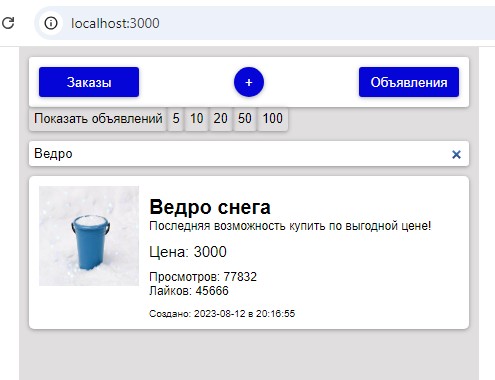 localhost:3000
Заказы + Объявления
Показать объявлений 5 10 20 50 100
Ведро ×
Ведро снега
Последняя возможность купить по выгодной цене!
Цена: 3000
Просмотров: 77832
Лайков: 45666
Создано: 2023-08-12 в 20:16:55